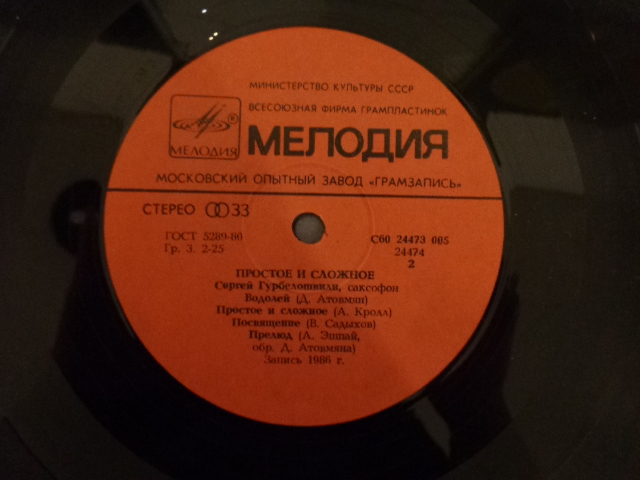 МИНИСТЕРСТВО КУЛЬТУРЫ СССР
ВСЕСОЮЗНАЯ ФИРМА ГРАМПЛАСТИНОК
МЕЛОДИЯ ®
МЕЛОДИЯ
МОСКОВСКИЙ ОПЫТНЫЙ ЗАВОД «ГРАМЗАПИСЬ»
СТЕРЕО 33
ГОСТ 5289-80
Гр. 3. 2-25
С60 24473 005
24474
2
ПРОСТОЕ И СЛОЖНОЕ
Сергей Гурбелошвили, саксофон
Водолей (Д. Атовмян)
Простое и сложное (А. Кролл)
Посвящение (В. Садыхов)
Прелюд (А. Эшпай,
обр. Д. Атовмяна)
Запись 1986 г.